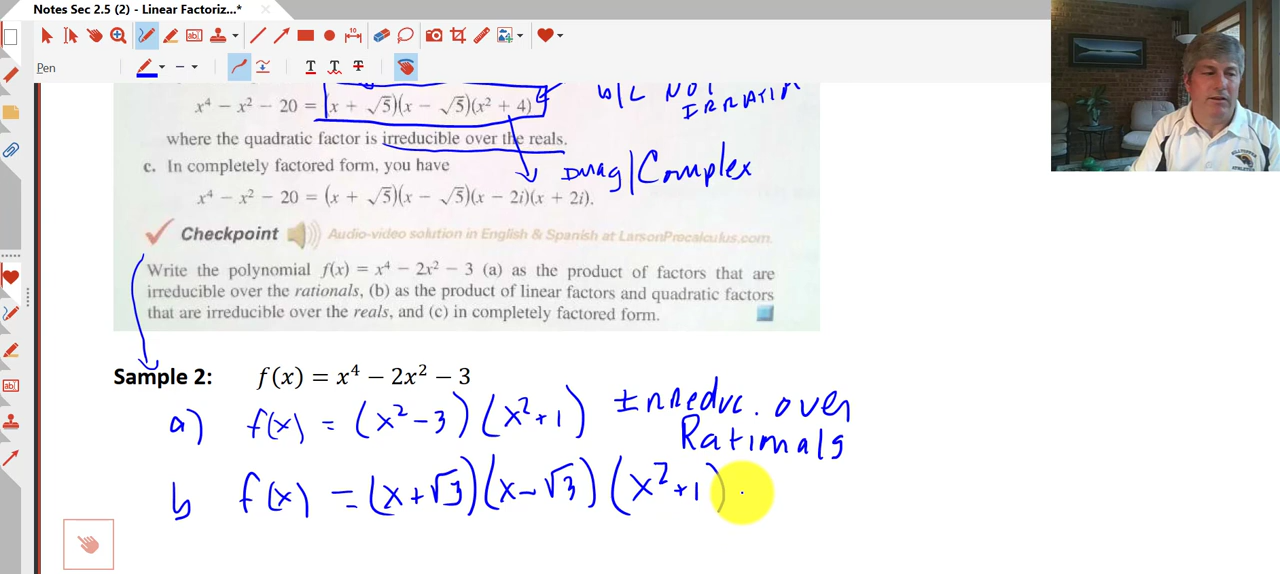 Notes Sec 2.5 (2) - Linear Factoriz...*
Pen
x⁴ − x² − 20 = (x + √5)(x − √5)(x² + 4)
b/c NOT
IRRATIN
where the quadratic factor is irreducible over the reals.
c. In completely factored form, you have
Imag/Complex
x⁴ − x² − 20 = (x + √5)(x − √5)(x − 2i)(x + 2i).
Checkpoint Audio-video solution in English & Spanish at LarsonPrecalculus.com.
Write the polynomial f(x) = x⁴ − 2x² − 3 (a) as the product of factors that are
irreducible over the rationals, (b) as the product of linear factors and quadratic factors
that are irreducible over the reals, and (c) in completely factored form.
Sample 2: f(x) = x⁴ − 2x² − 3
a) f(x) = (x² − 3)(x² + 1) Irreduc. over
Rationals
b f(x) = (x + √3)(x − √3)(x² + 1)